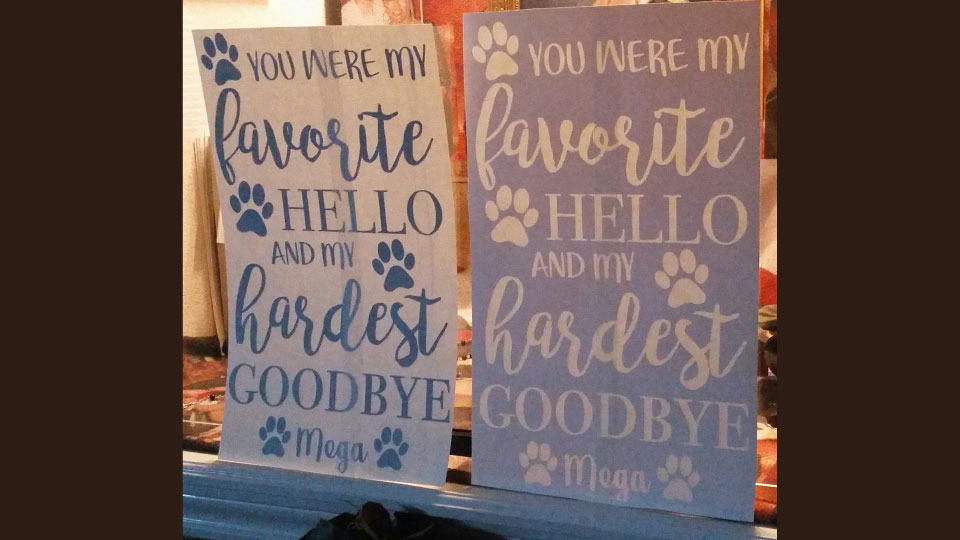 YOU WERE MY
favorite
HELLO
AND MY
hardest
GOODBYE
Mega
YOU WERE MY
favorite
HELLO
AND MY
hardest
GOODBYE
Mega